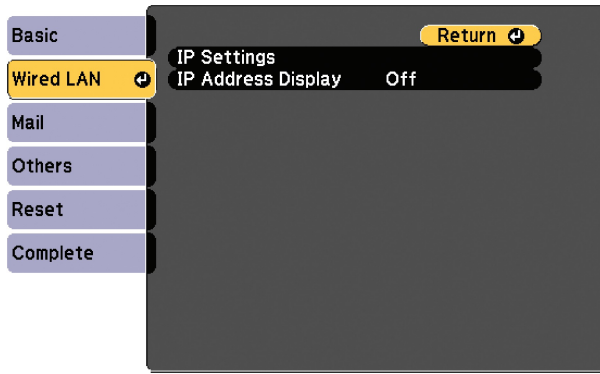 Basic
Wired LAN
Mail
Others
Reset
Complete
Return
IP Settings
IP Address Display Off